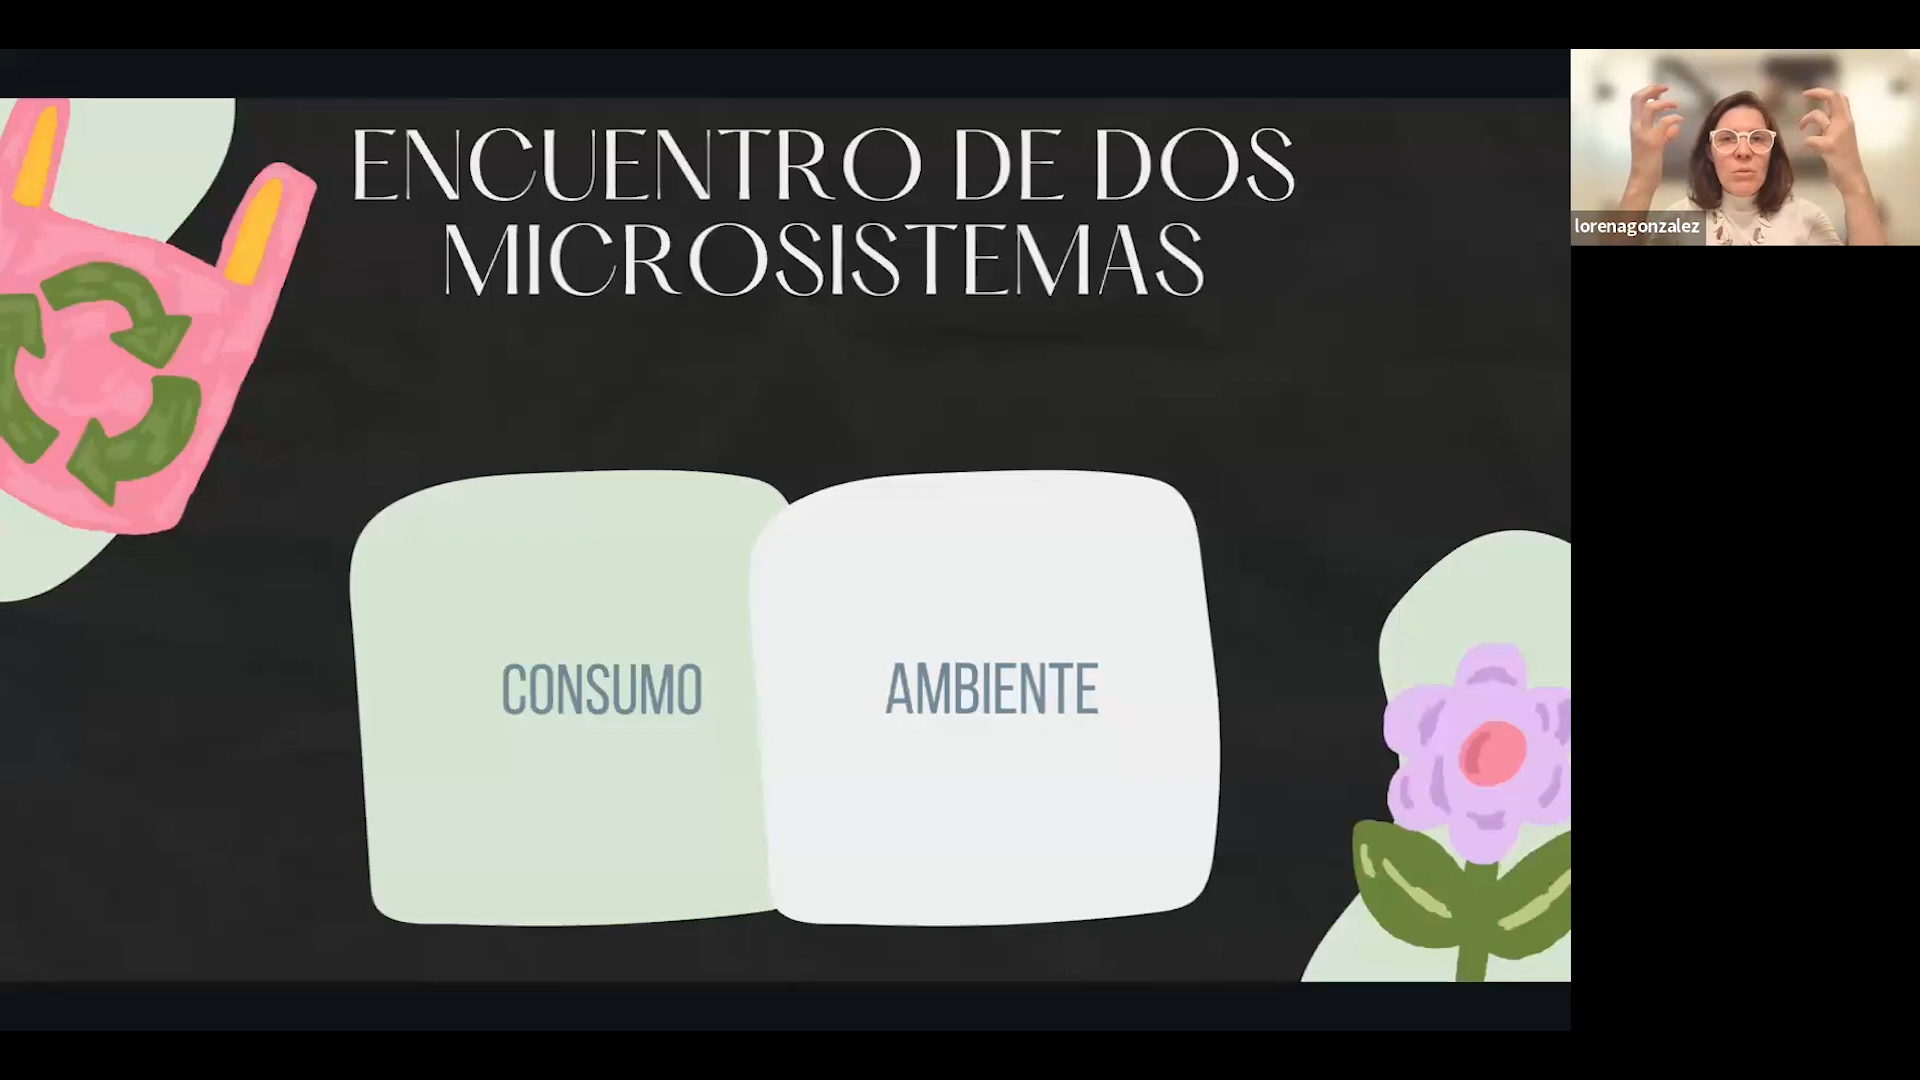 ENCUENTRO DE DOS
MICROSISTEMAS
CONSUMO
AMBIENTE
lorenagonzalez